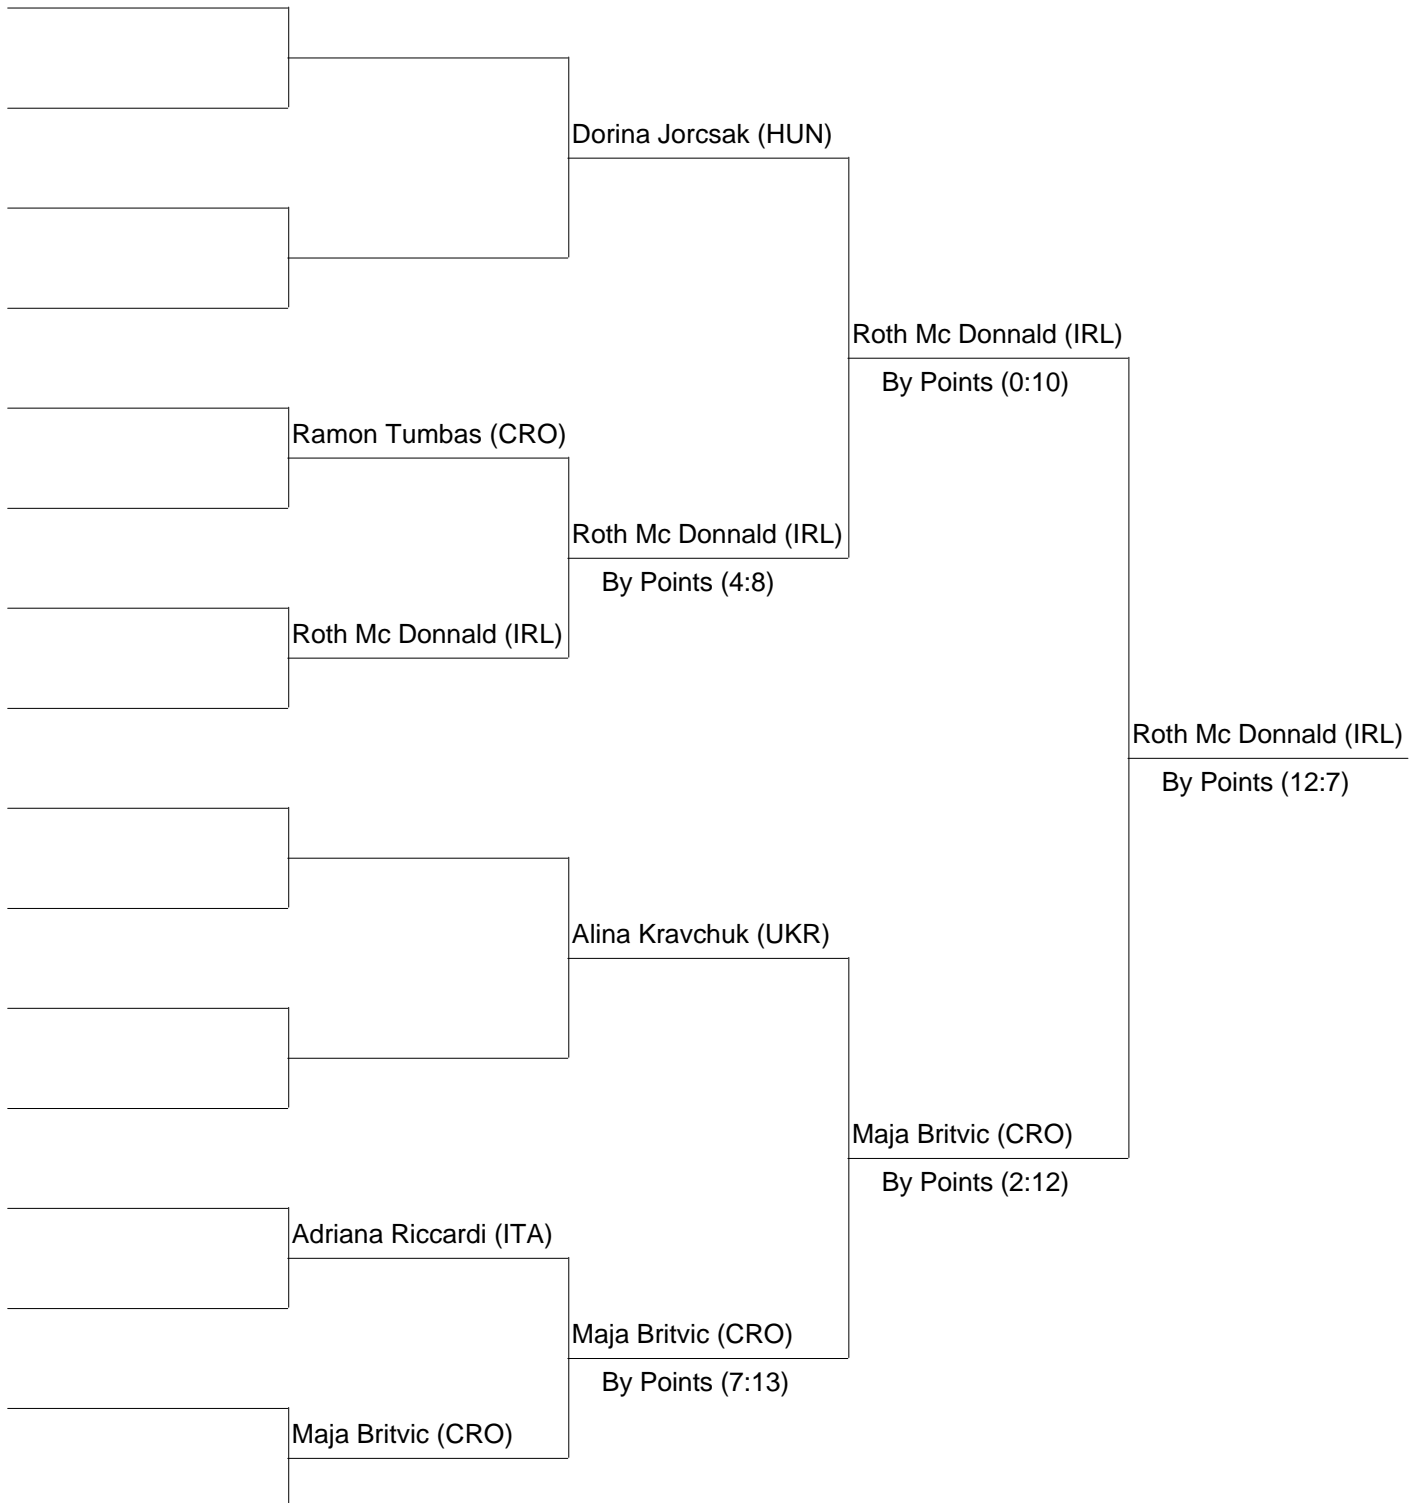 Dorina Jorcsak (HUN)
Roth Mc Donnald (IRL)
By Points (0:10)
Ramon Tumbas (CRO)
Roth Mc Donnald (IRL)
By Points (4:8)
Roth Mc Donnald (IRL)
Roth Mc Donnald (IRL)
By Points (12:7)
Alina Kravchuk (UKR)
Maja Britvic (CRO)
By Points (2:12)
Adriana Riccardi (ITA)
Maja Britvic (CRO)
By Points (7:13)
Maja Britvic (CRO)